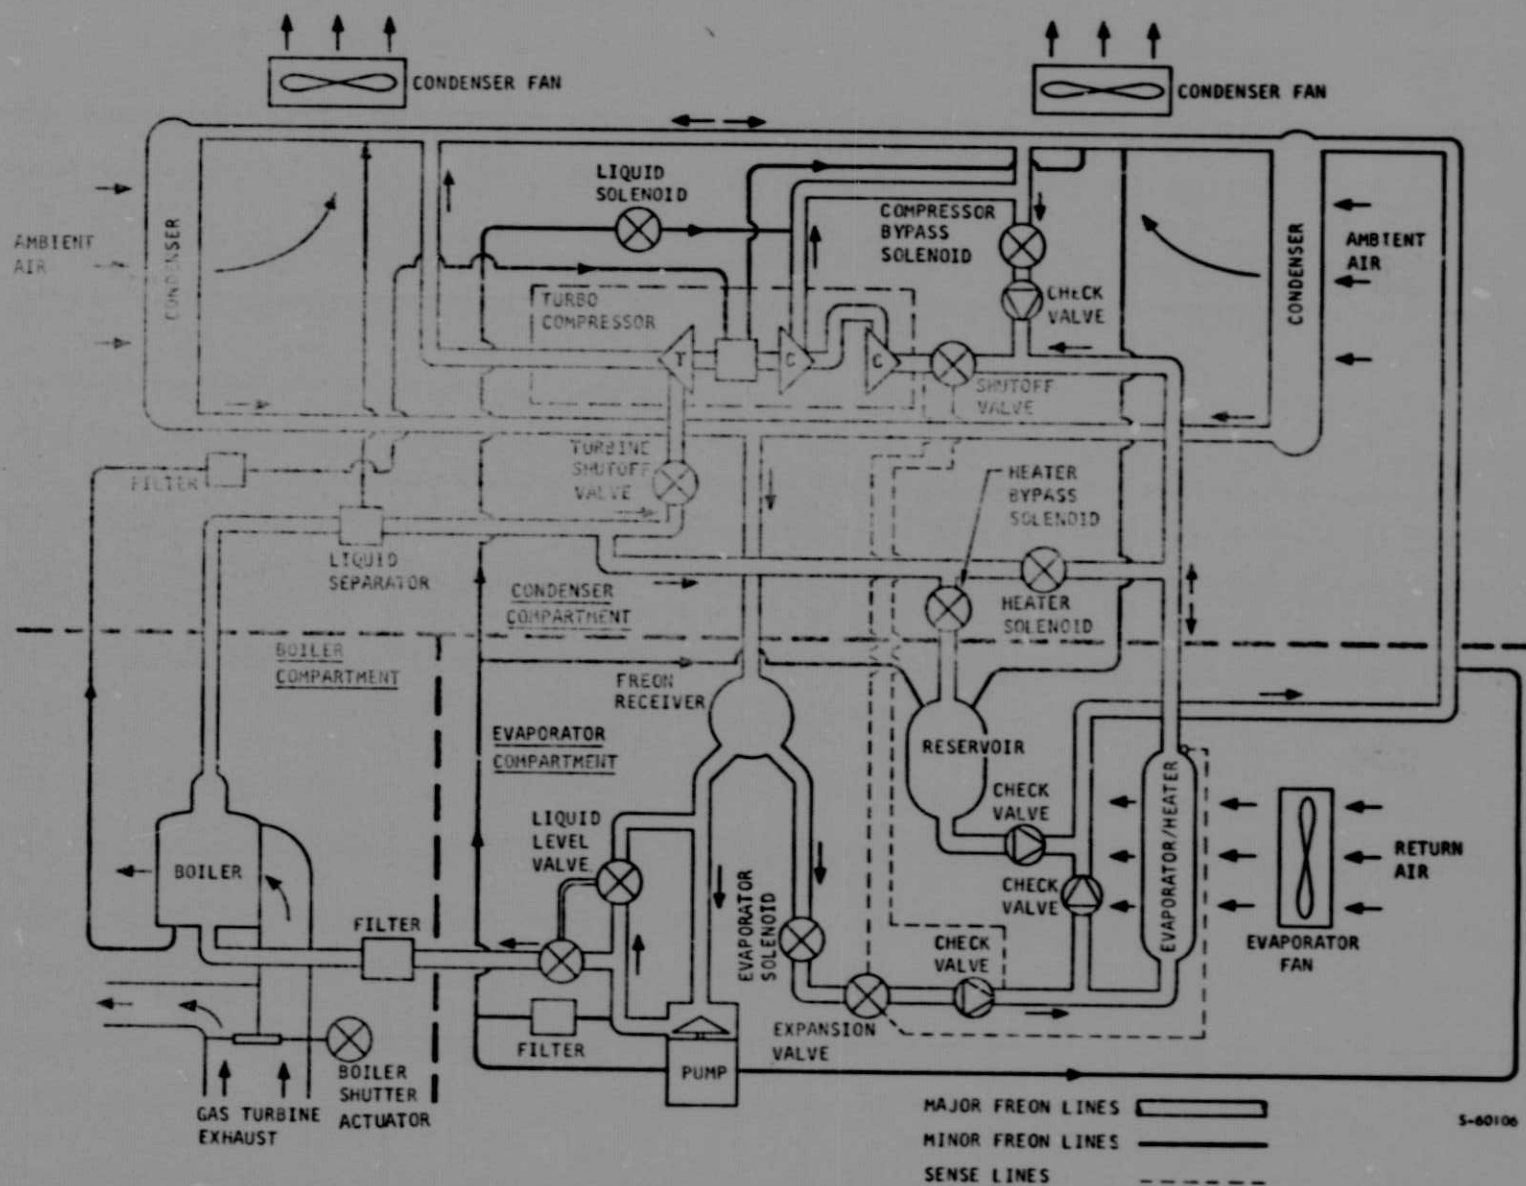 CONDENSER FAN
CONDENSER FAN
LIQUID
SOLENOID
COMPRESSOR
BYPASS
SOLENOID
AMBIENT
AIR
CONDENSER
CONDENSER
AMBIENT
AIR
TURBO
COMPRESSOR
CHECK
VALVE
T
C
C
SHUTOFF
VALVE
TURBINE
SHUTOFF
VALVE
FILTER
HEATER
BYPASS
SOLENOID
LIQUID
SEPARATOR
CONDENSER
COMPARTMENT
HEATER
SOLENOID
BOILER
COMPARTMENT
FREON
RECEIVER
EVAPORATOR
COMPARTMENT
RESERVOIR
CHECK
VALVE
EVAPORATOR/HEATER
LIQUID
LEVEL
VALVE
BOILER
RETURN
AIR
CHECK
VALVE
FILTER
EVAPORATOR
SOLENOID
CHECK
VALVE
EVAPORATOR
FAN
EXPANSION
VALVE
FILTER
PUMP
BOILER
SHUTTER
ACTUATOR
GAS TURBINE
EXHAUST
MAJOR FREON LINES
MINOR FREON LINES
SENSE LINES
S-60106